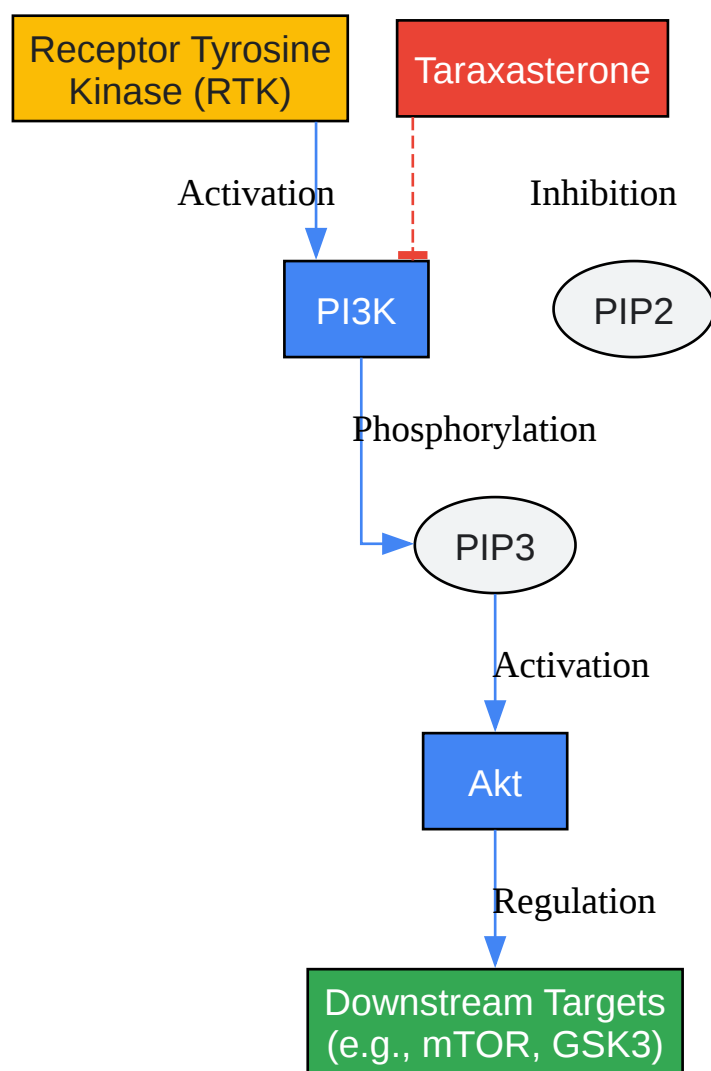 Receptor Tyrosine
Kinase (RTK)
Taraxasterone
Activation
Inhibition
PI3K
PIP2
Phosphorylation
PIP3
Activation
Akt
Regulation
Downstream Targets
(e.g., mTOR, GSK3)